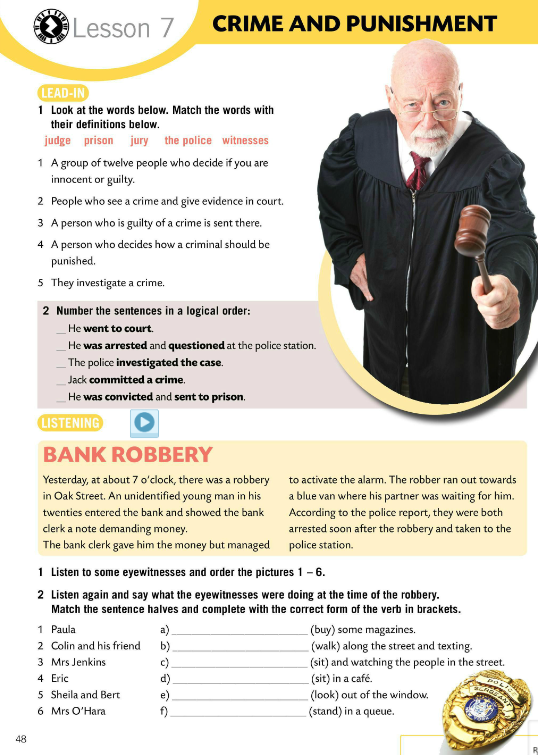 Lesson 7
CRIME AND PUNISHMENT
LEAD-IN
1 Look at the words below. Match the words with
their definitions below.
judge prison jury the police witnesses
1 A group of twelve people who decide if you are
innocent or guilty.
2 People who see a crime and give evidence in court.
3 A person who is guilty of a crime is sent there.
4 A person who decides how a criminal should be
punished.
5 They investigate a crime.
2 Number the sentences in a logical order:
__ He went to court.
__ He was arrested and questioned at the police station.
__ The police investigated the case.
__ Jack committed a crime.
__ He was convicted and sent to prison.
LISTENING
BANK ROBBERY
Yesterday, at about 7 o'clock, there was a robbery
in Oak Street. An unidentified young man in his
twenties entered the bank and showed the bank
clerk a note demanding money.
The bank clerk gave him the money but managed
to activate the alarm. The robber ran out towards
a blue van where his partner was waiting for him.
According to the police report, they were both
arrested soon after the robbery and taken to the
police station.
1 Listen to some eyewitnesses and order the pictures 1 – 6.
2 Listen again and say what the eyewitnesses were doing at the time of the robbery.
Match the sentence halves and complete with the correct form of the verb in brackets.
1 Paula a) ______________________ (buy) some magazines.
2 Colin and his friend b) ______________________ (walk) along the street and texting.
3 Mrs Jenkins c) ______________________ (sit) and watching the people in the street.
4 Eric d) ______________________ (sit) in a café.
5 Sheila and Bert e) ______________________ (look) out of the window.
6 Mrs O'Hara f) ______________________ (stand) in a queue.
POLICE
SERGEANT
48
R